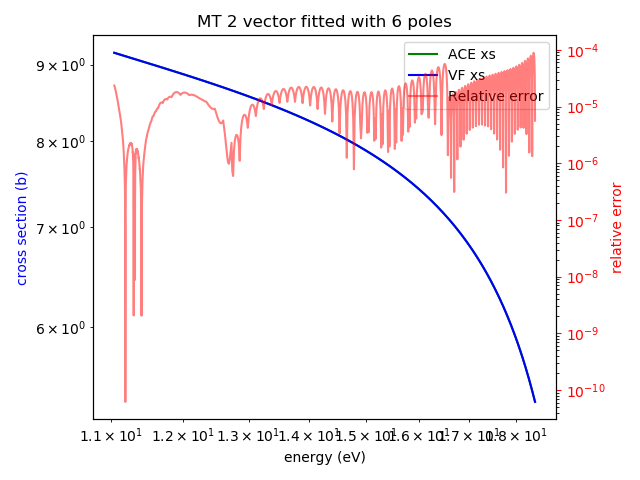 MT 2 vector fitted with 6 poles
ACE xs
VF xs
Relative error
9 × 10⁰
8 × 10⁰
7 × 10⁰
6 × 10⁰
cross section (b)
10⁻⁴
10⁻⁵
10⁻⁶
10⁻⁷
10⁻⁸
10⁻⁹
10⁻¹⁰
relative error
1.1 × 10¹ 1.2 × 10¹ 1.3 × 10¹ 1.4 × 10¹ 1.5 × 10¹ 1.6 × 10¹ 1.7 × 10¹ 1.8 × 10¹
energy (eV)